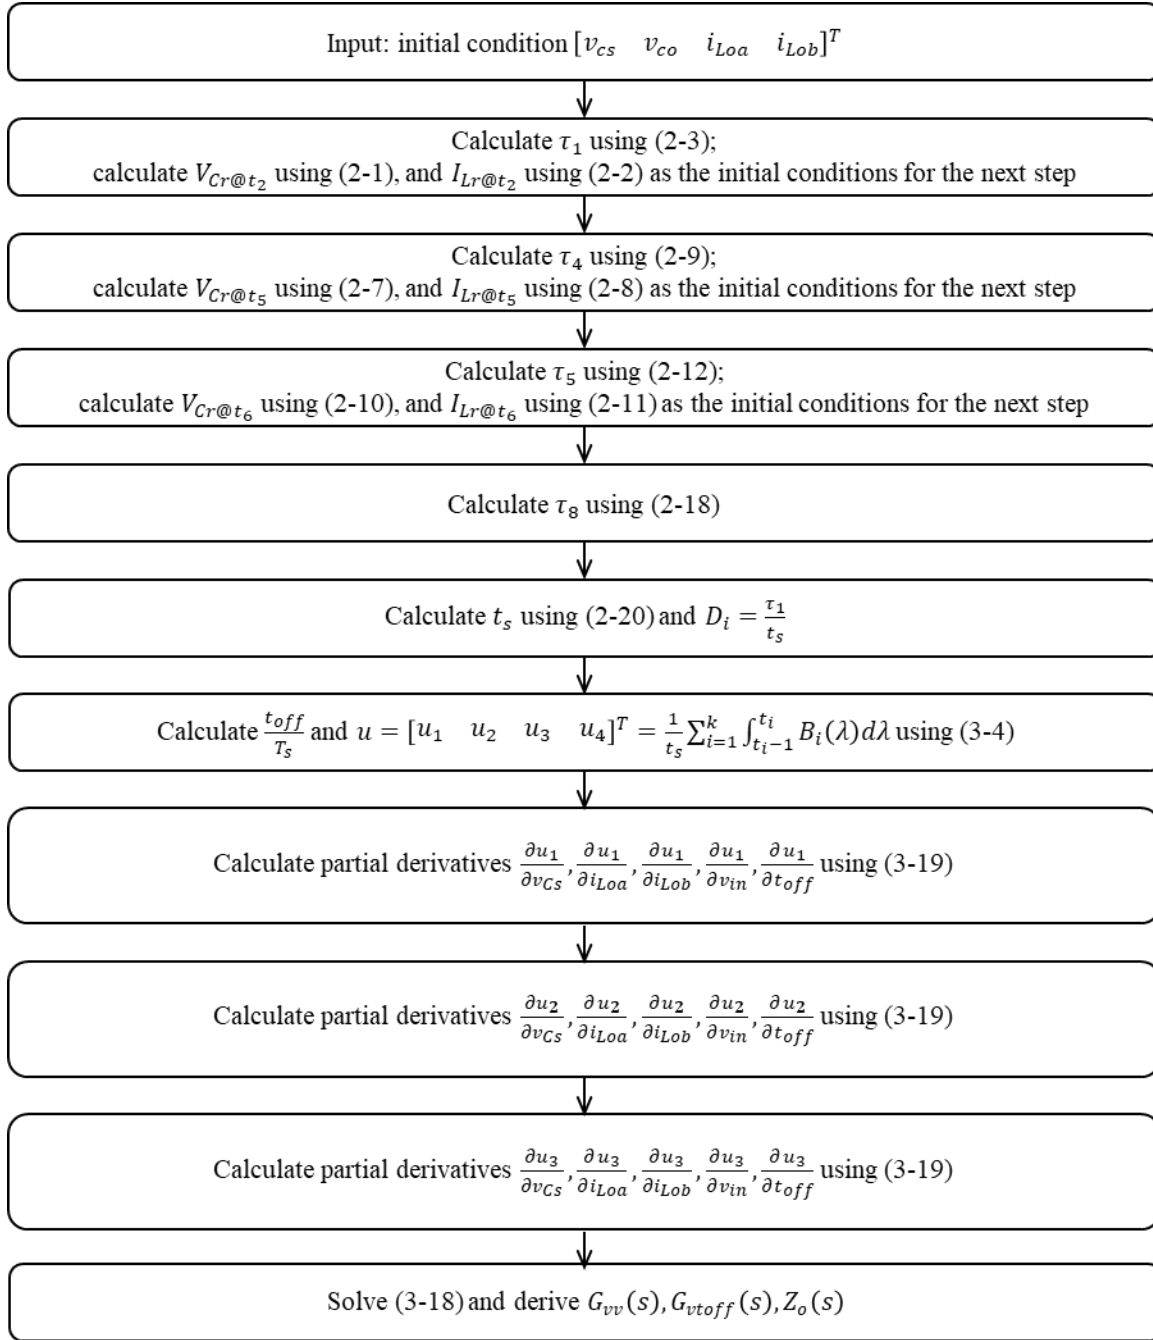 Input: initial condition [v_cs v_co i_Loa i_Lob]^T
Calculate τ_1 using (2-3);
calculate V_Cr@t_2 using (2-1), and I_Lr@t_2 using (2-2) as the initial conditions for the next step
Calculate τ_4 using (2-9);
calculate V_Cr@t_5 using (2-7), and I_Lr@t_5 using (2-8) as the initial conditions for the next step
Calculate τ_5 using (2-12);
calculate V_Cr@t_6 using (2-10), and I_Lr@t_6 using (2-11) as the initial conditions for the next step
Calculate τ_8 using (2-18)
Calculate t_s using (2-20) and D_i = τ_1/t_s
Calculate t_off/T_s and u = [u_1 u_2 u_3 u_4]^T = 1/t_s ∑_{i=1}^{k} ∫_{t_{i-1}}^{t_i} B_i(λ)dλ using (3-4)
Calculate partial derivatives ∂u_1/∂v_Cs, ∂u_1/∂i_Loa, ∂u_1/∂i_Lob, ∂u_1/∂v_in, ∂u_1/∂t_off using (3-19)
Calculate partial derivatives ∂u_2/∂v_Cs, ∂u_2/∂i_Loa, ∂u_2/∂i_Lob, ∂u_2/∂v_in, ∂u_2/∂t_off using (3-19)
Calculate partial derivatives ∂u_3/∂v_Cs, ∂u_3/∂i_Loa, ∂u_3/∂i_Lob, ∂u_3/∂v_in, ∂u_3/∂t_off using (3-19)
Solve (3-18) and derive G_vv(s), G_vtoff(s), Z_o(s)